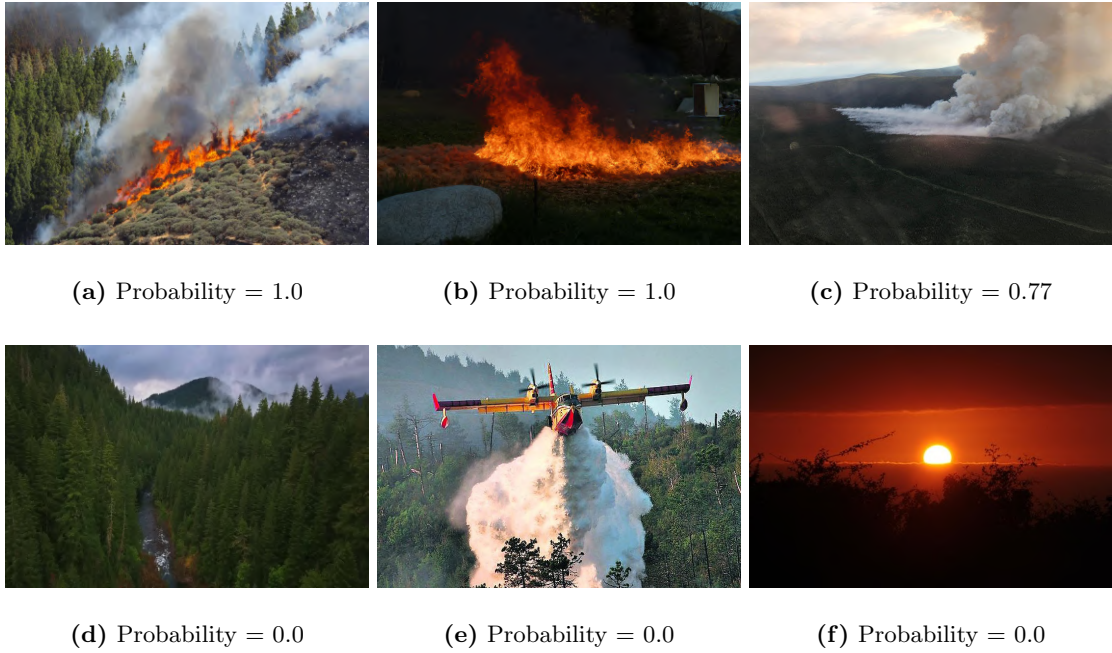 (a) Probability = 1.0
(b) Probability = 1.0
(c) Probability = 0.77
(d) Probability = 0.0
(e) Probability = 0.0
(f) Probability = 0.0